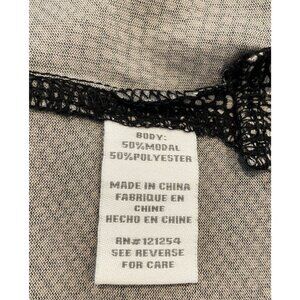 BODY:
50%MODAL
50%POLYESTER
MADE IN CHINA
FABRIQUE EN
CHINE
HECHO EN CHINE
RN#121254
SEE REVERSE
FOR CARE